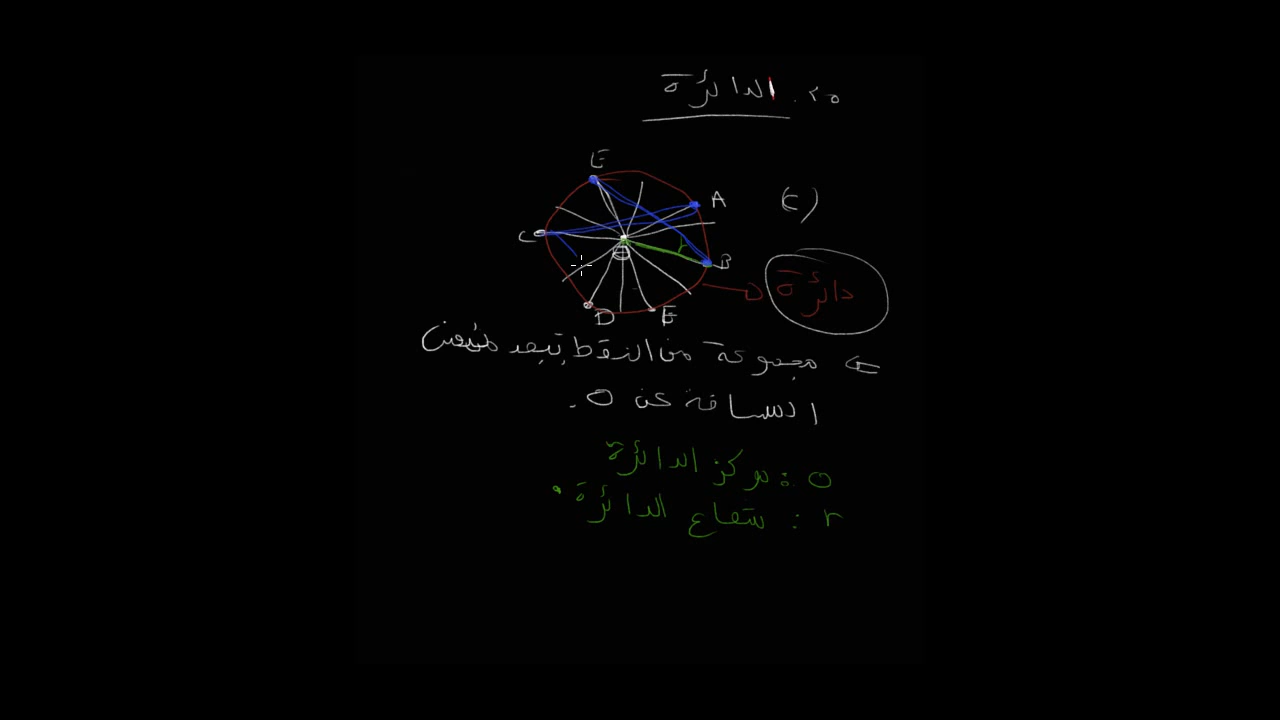 ٢٥. الدائرة
E
A
(C)
C
O
r
B
دائرة
D
E
مجموعة من النقط تبعد نفس
المسافة عن O.
O : مركز الدائرة
r : شعاع الدائرة.